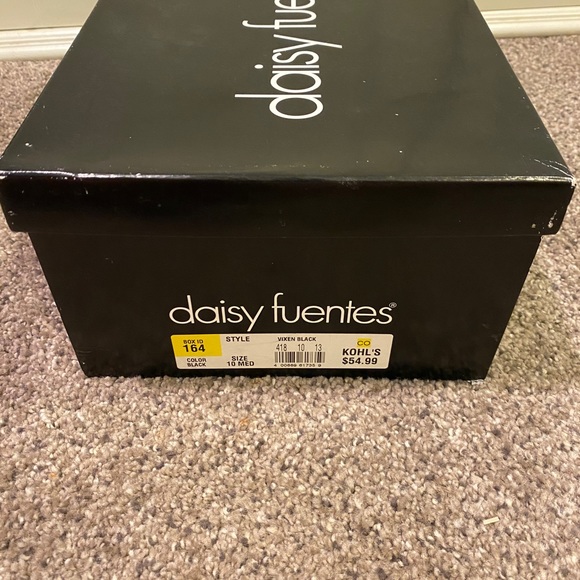 daisy fue
daisy fuentes®
BOX ID
164
STYLE
VIXEN BLACK
418 10 13
CO
KOHL'S
$54.99
COLOR
BLACK
SIZE
10 MED